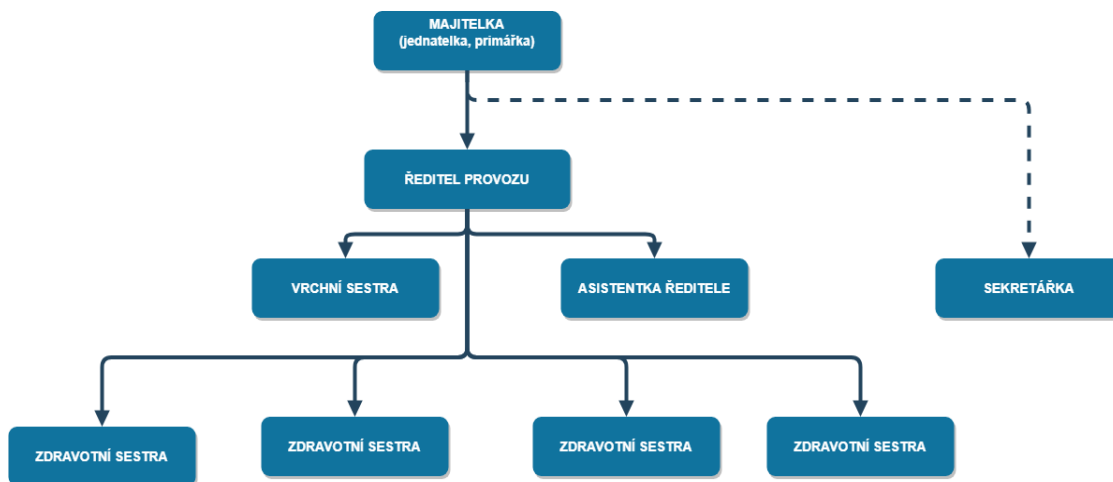 MAJITELKA
(jednatelka, primářka)
ŘEDITEL PROVOZU
VRCHNÍ SESTRA
ASISTENTKA ŘEDITELE
SEKRETÁŘKA
ZDRAVOTNÍ SESTRA
ZDRAVOTNÍ SESTRA
ZDRAVOTNÍ SESTRA
ZDRAVOTNÍ SESTRA